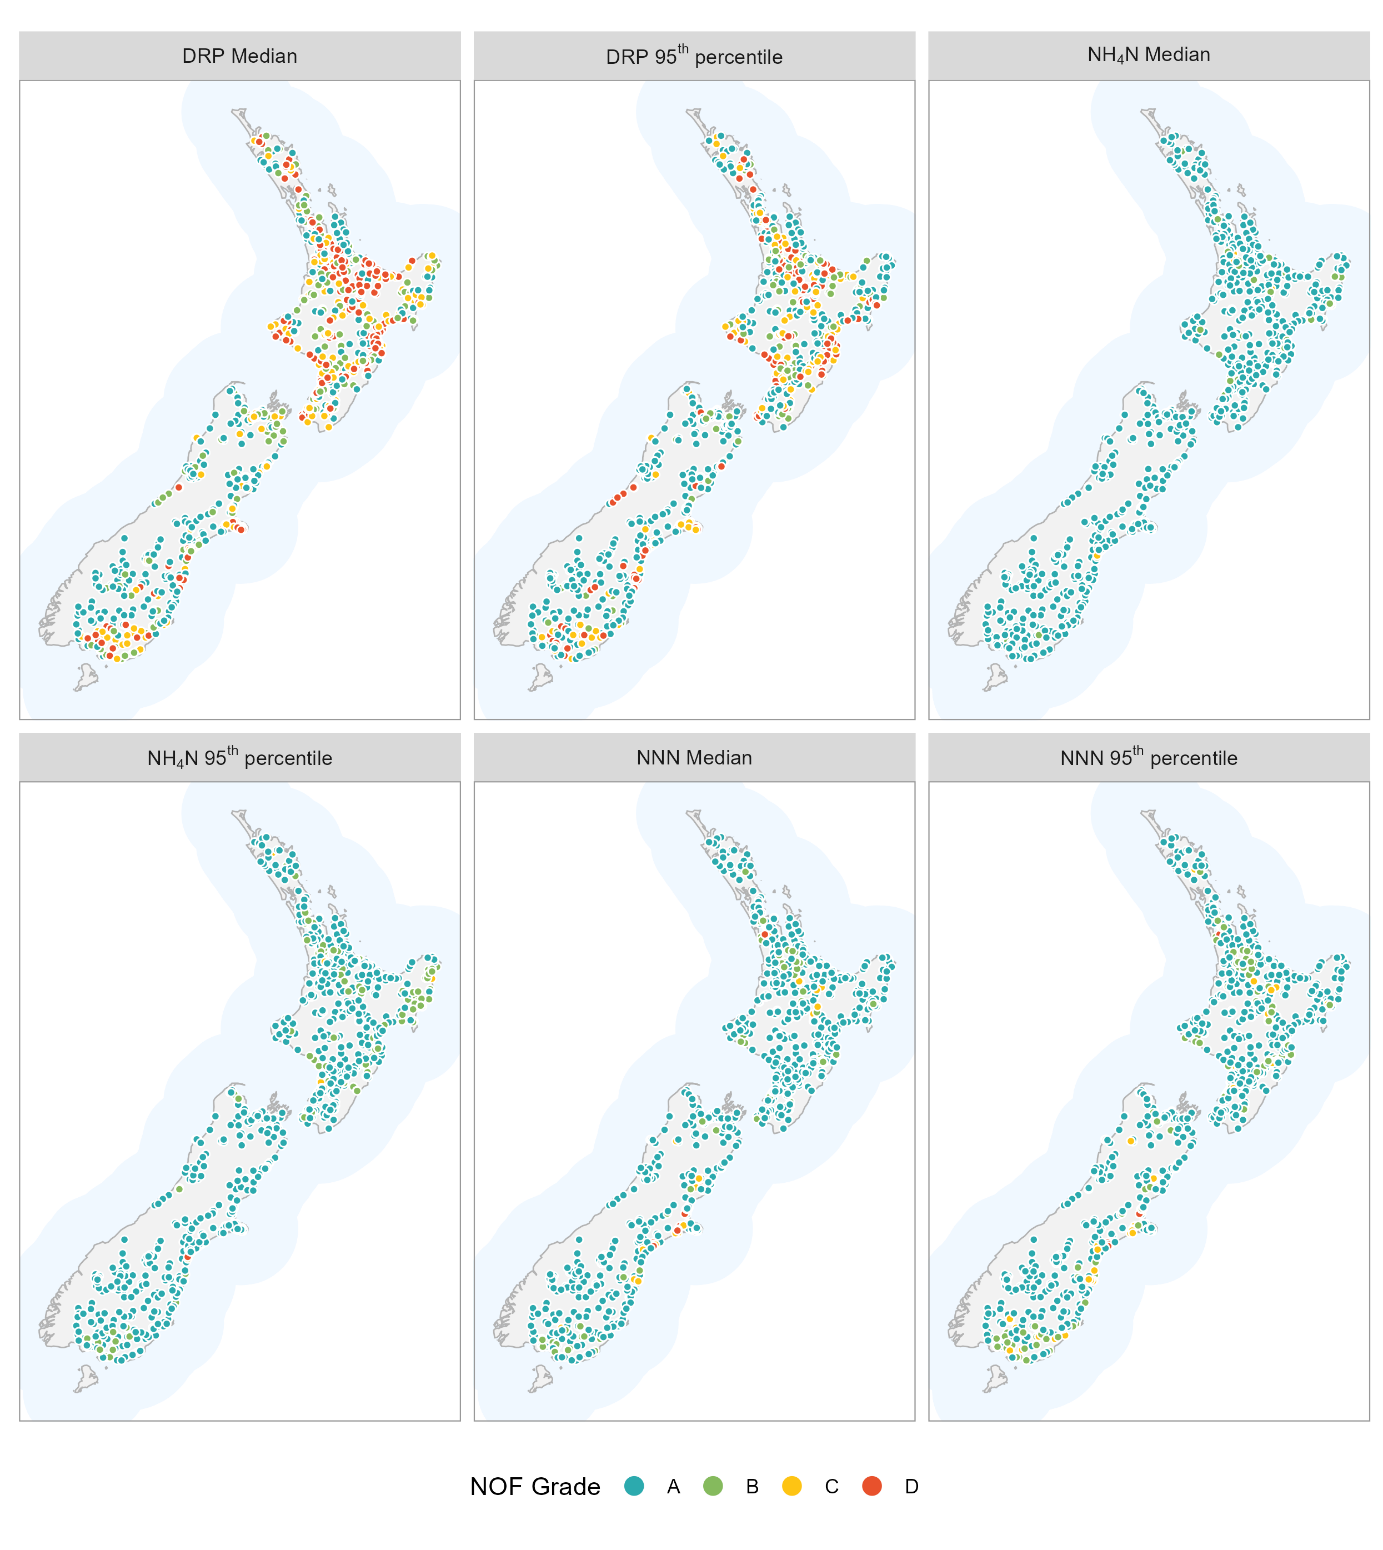 DRP Median
DRP 95th percentile
NH₄N Median
NH₄N 95th percentile
NNN Median
NNN 95th percentile
NOF Grade A B C D